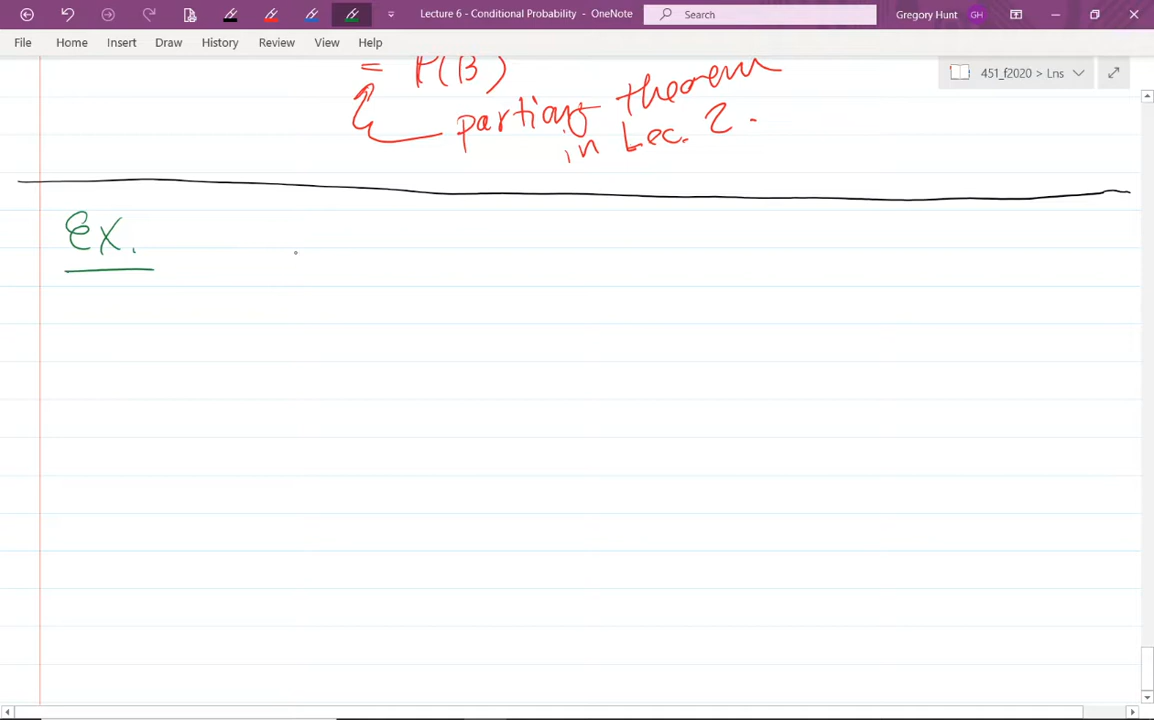 Lecture 6 - Conditional Probability - OneNote
Search
Gregory Hunt GH
File Home Insert Draw History Review View Help
451_f2020 > Lns
= P(B)
theorem
in Lec. 2.
Ex.